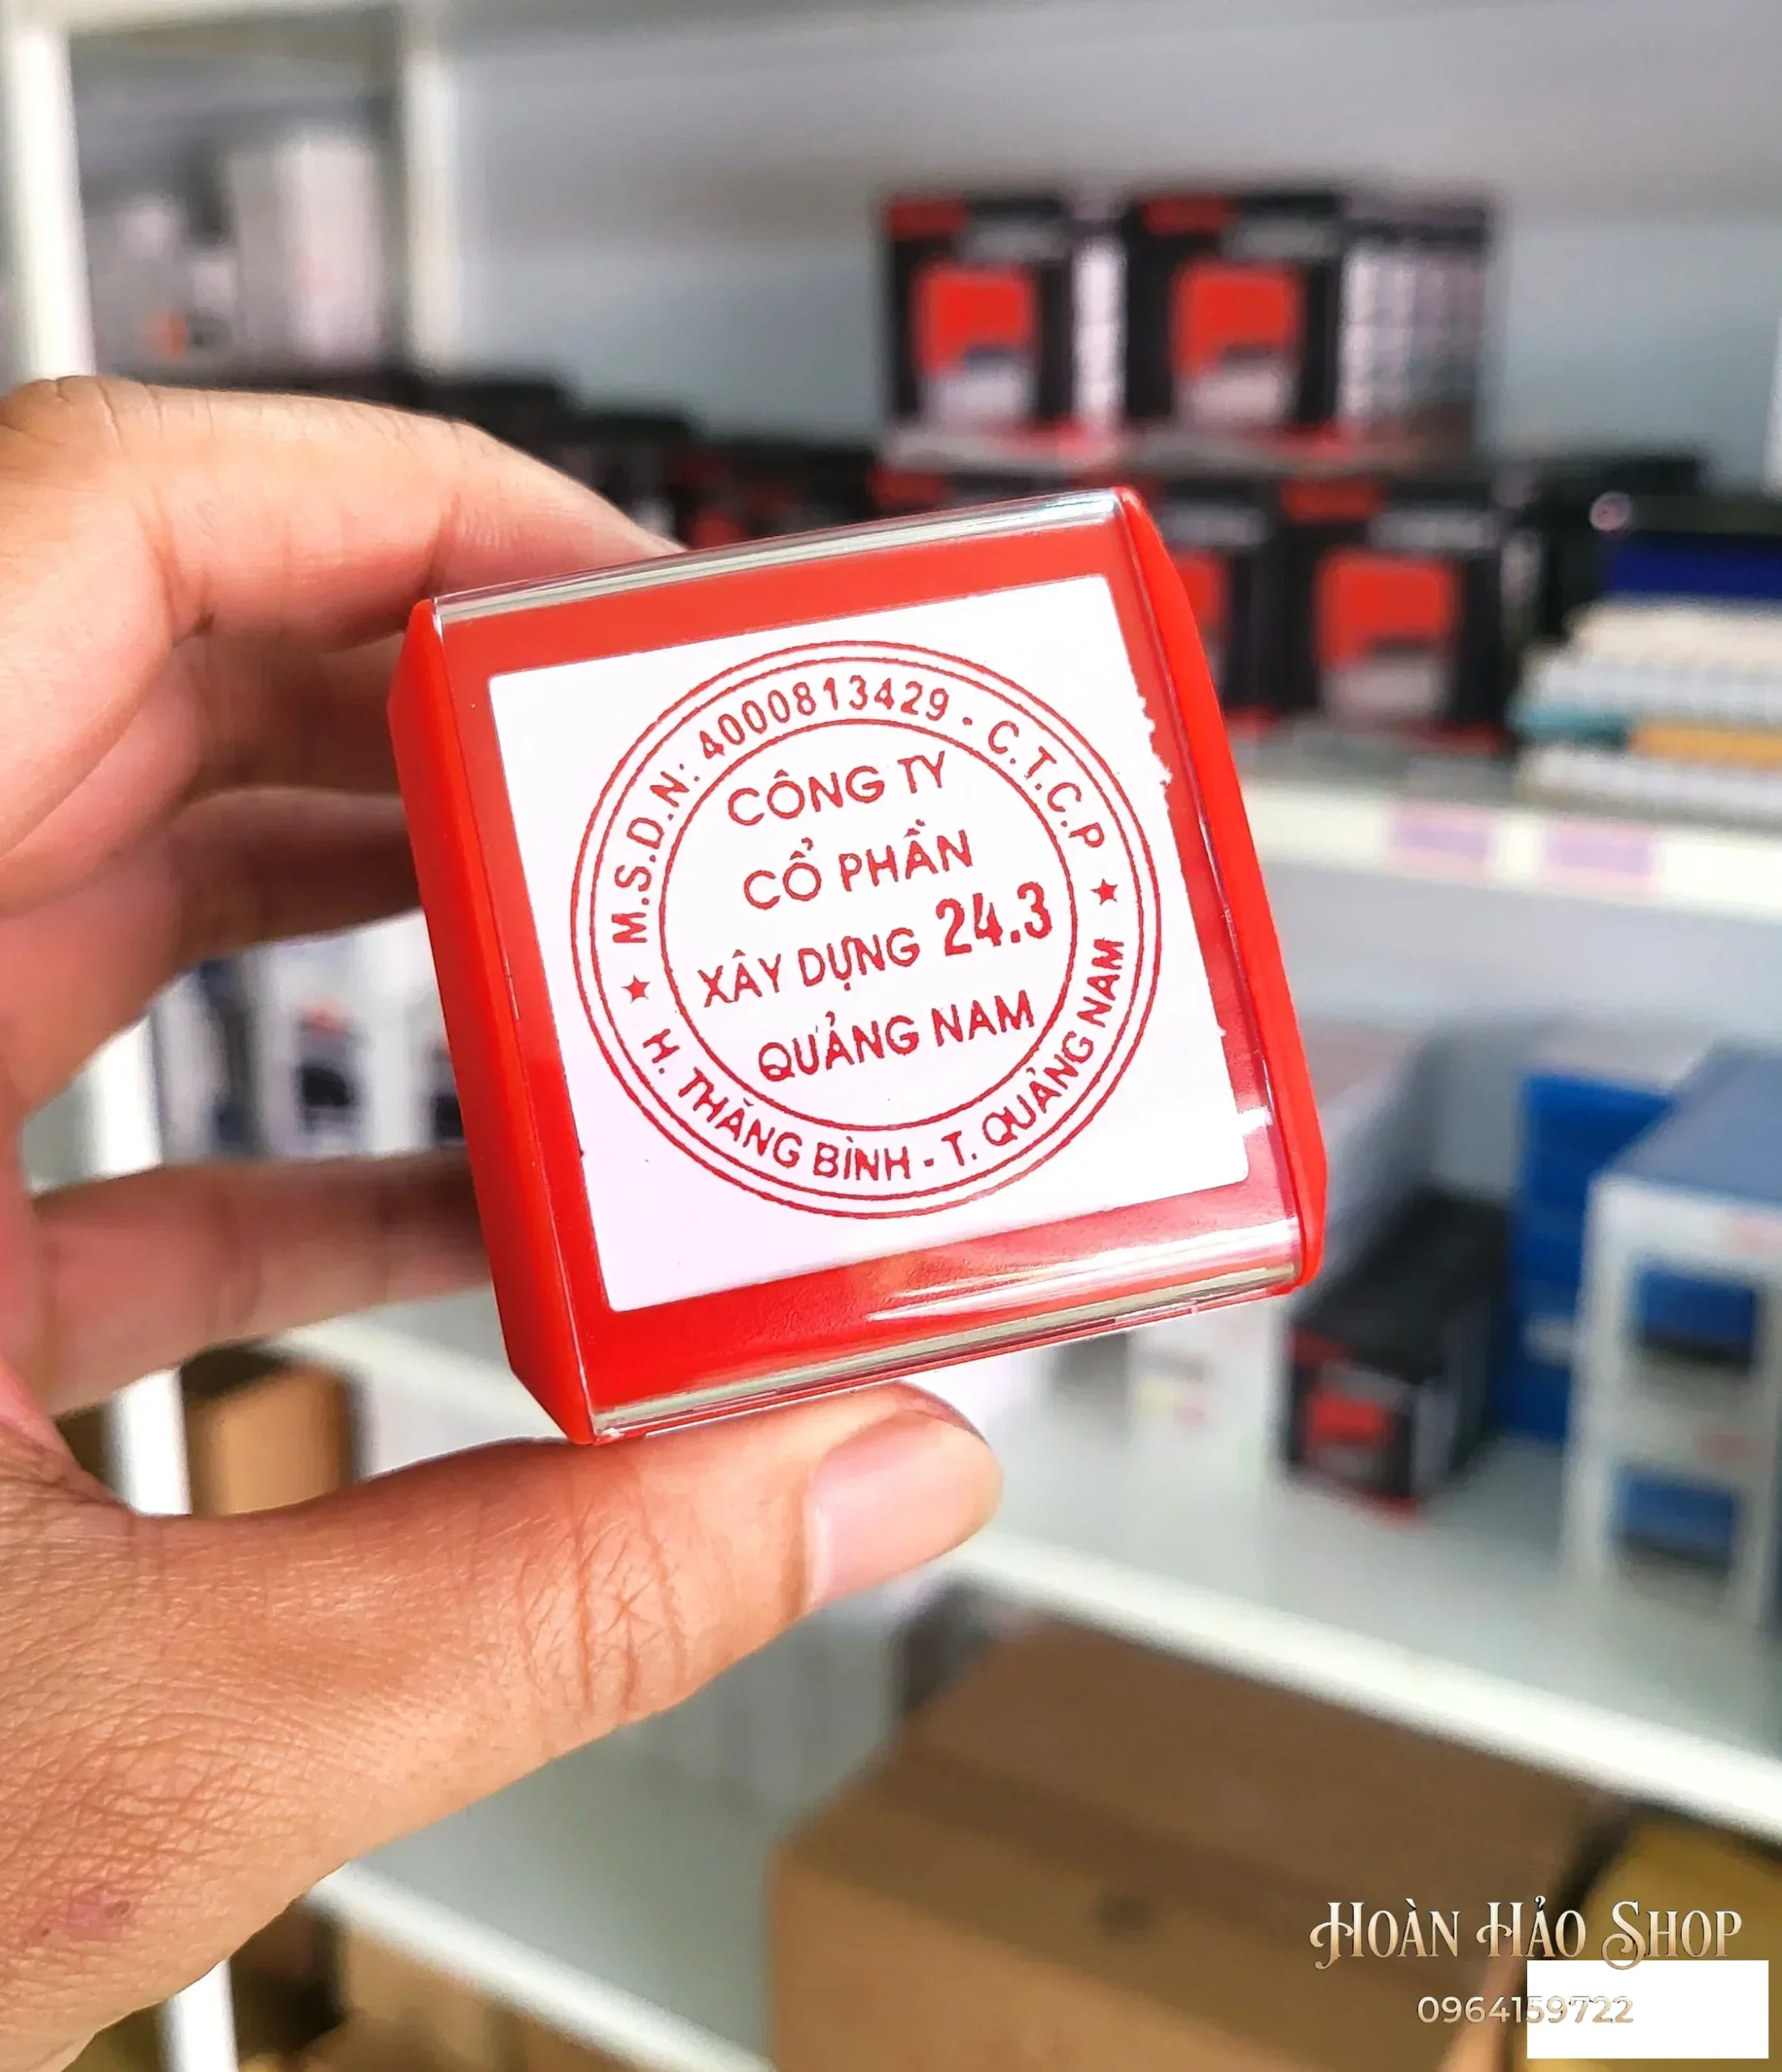 M.S.D.N: 4000813429 - C.T.C.P
CÔNG TY
CỔ PHẦN
XÂY DỰNG 24.3
QUẢNG NAM
★ H. THĂNG BÌNH - T. QUẢNG NAM ★
HOÀN HẢO SHOP
0964159722